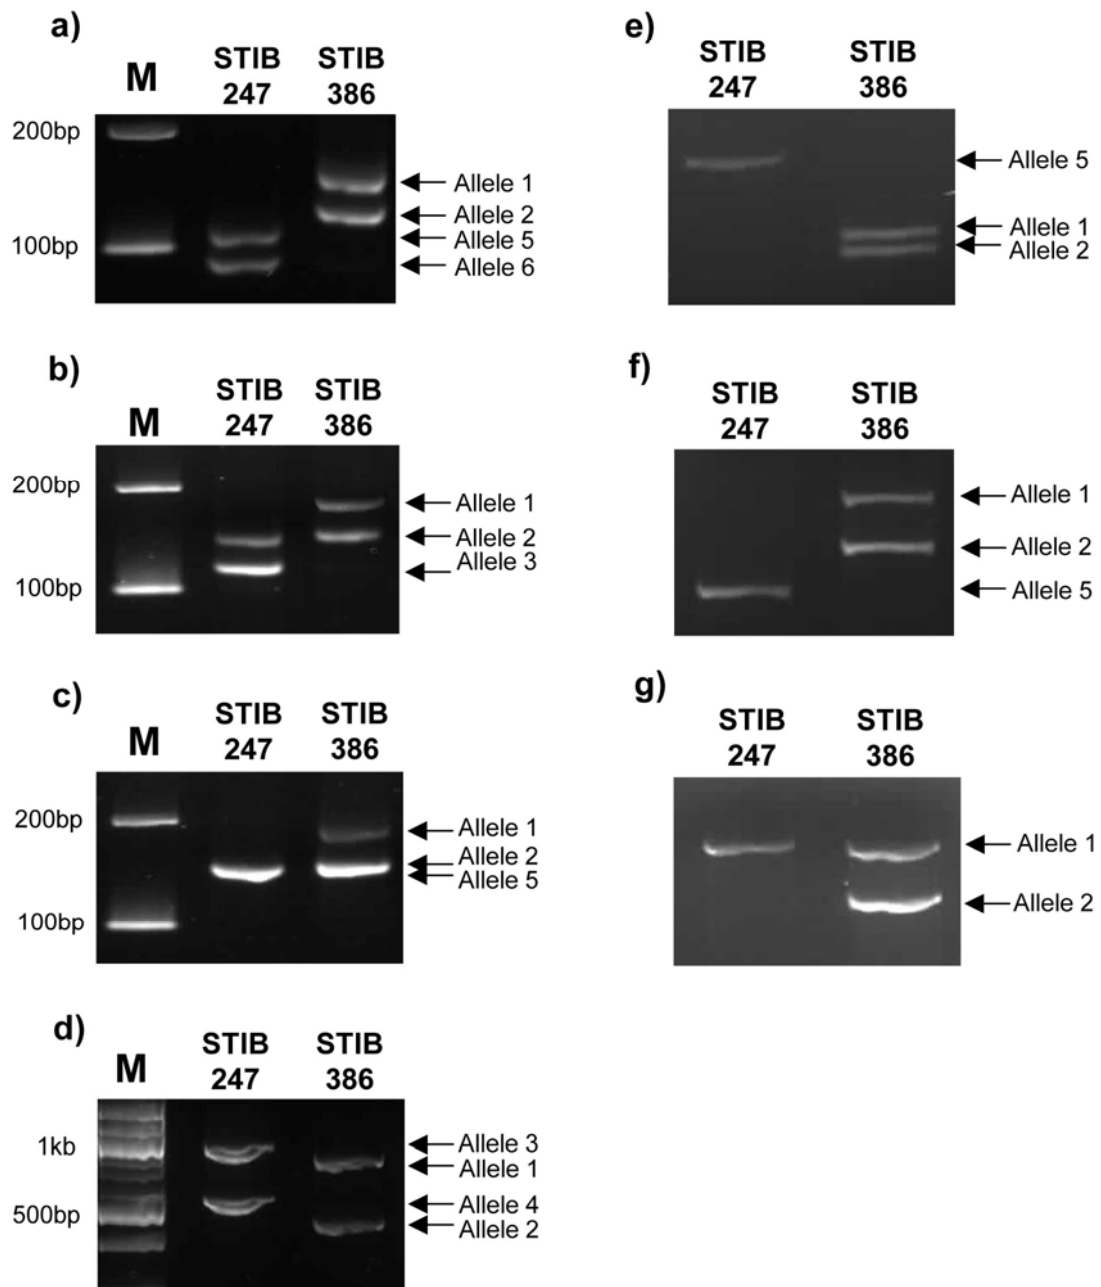 a)
M
STIB
247
STIB
386
200bp
100bp
Allele 1
Allele 2
Allele 5
Allele 6
b)
M
STIB
247
STIB
386
200bp
100bp
Allele 1
Allele 2
Allele 3
c)
M
STIB
247
STIB
386
200bp
100bp
Allele 1
Allele 2
Allele 5
d)
M
STIB
247
STIB
386
1kb
500bp
Allele 3
Allele 1
Allele 4
Allele 2
e)
STIB
247
STIB
386
Allele 5
Allele 1
Allele 2
f)
STIB
247
STIB
386
Allele 1
Allele 2
Allele 5
g)
STIB
247
STIB
386
Allele 1
Allele 2